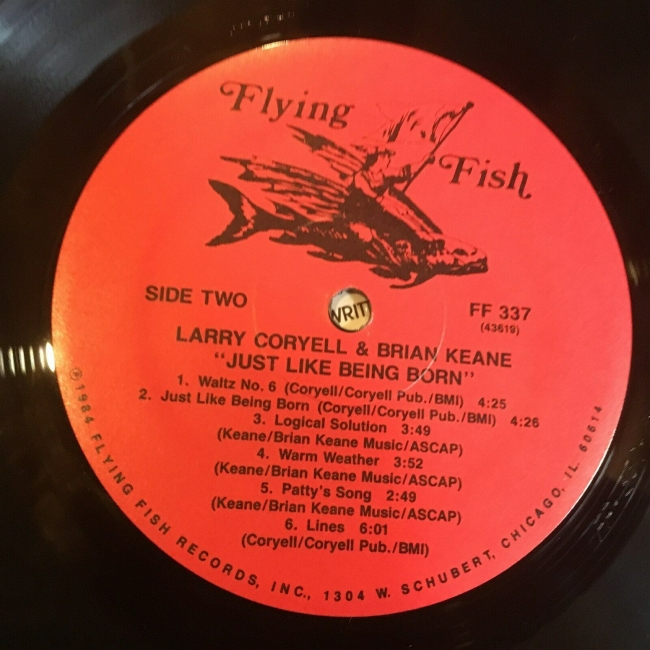 Flying
Fish
SIDE TWO
FF 337
(43619)
WRIT
LARRY CORYELL & BRIAN KEANE
"JUST LIKE BEING BORN"
1. Waltz No. 6 (Coryell/Coryell Pub./BMI) 4:25
2. Just Like Being Born (Coryell/Coryell Pub./BMI) 4:26
3. Logical Solution 3:49
(Keane/Brian Keane Music/ASCAP)
4. Warm Weather 3:52
(Keane/Brian Keane Music/ASCAP)
5. Patty's Song 2:49
(Keane/Brian Keane Music/ASCAP)
6. Lines 6:01
(Coryell/Coryell Pub./BMI)
℗1984 FLYING FISH RECORDS, INC., 1304 W. SCHUBERT, CHICAGO, IL 60614